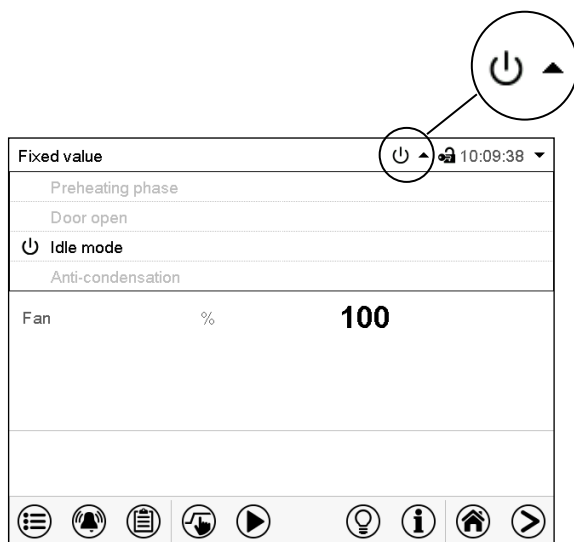 Fixed value 10:09:38
Preheating phase
Door open
Idle mode
Anti-condensation
Fan % 100